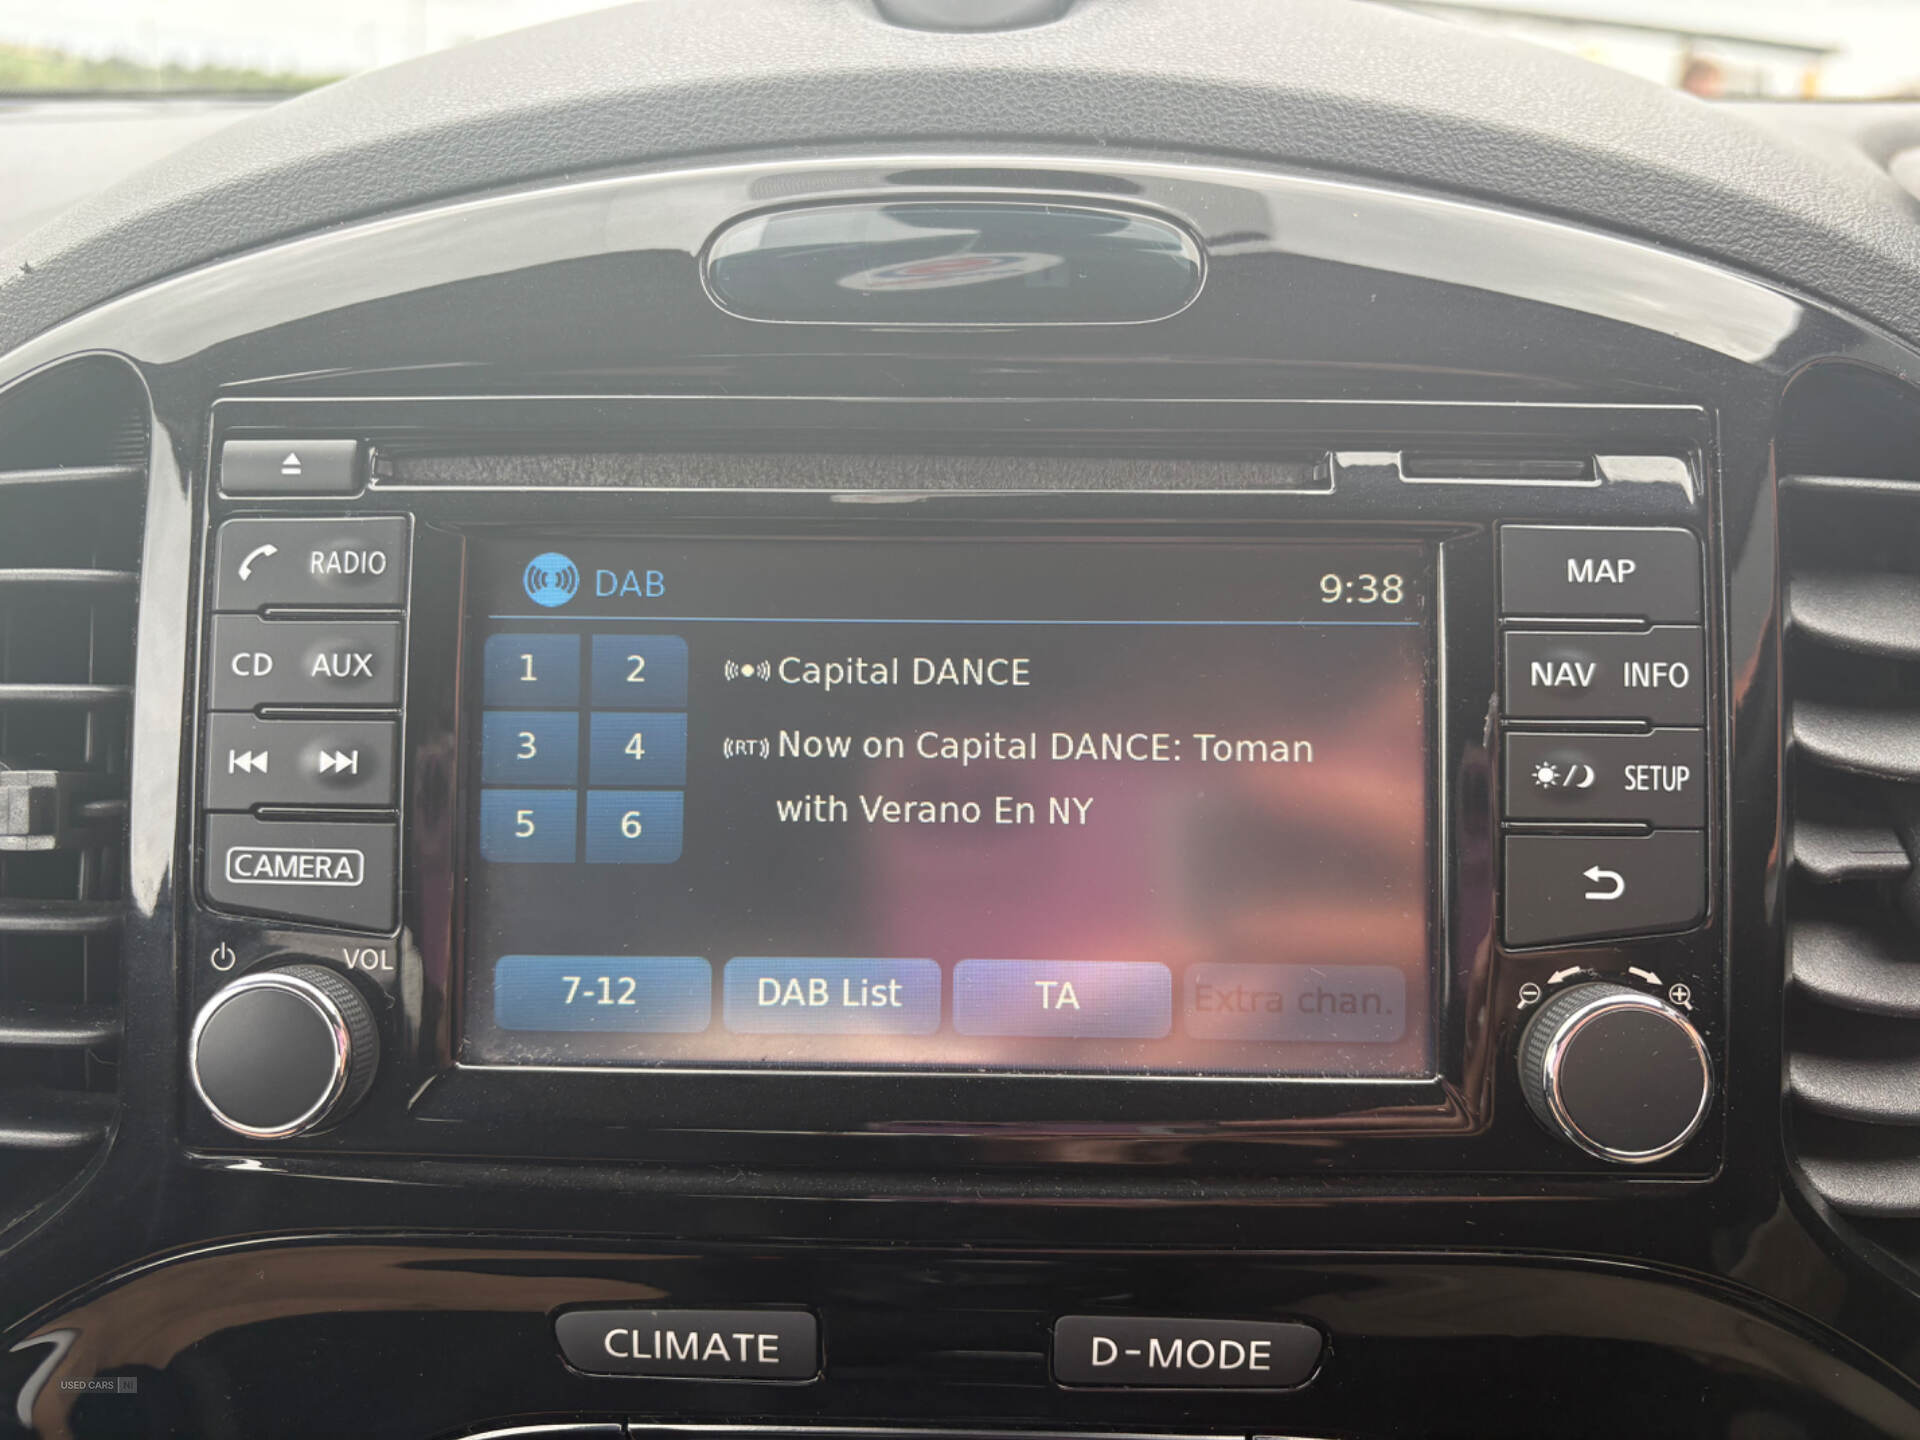 RADIO
CD AUX
CAMERA
VOL
DAB 9:38
1 2
3 4
5 6
Capital DANCE
RT Now on Capital DANCE: Toman
with Verano En NY
7-12 DAB List TA Extra chan.
MAP
NAV INFO
SETUP
CLIMATE D-MODE
USED CARS NI